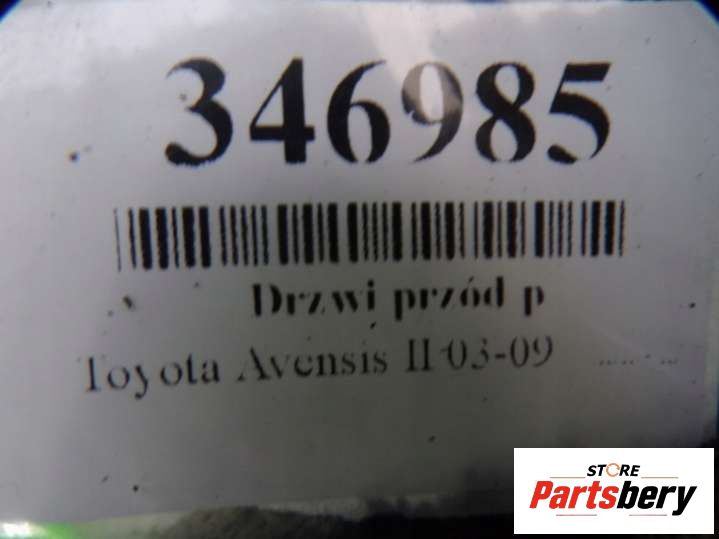 346985
Drzwi przód p
Toyota Avensis II 03-09
STORE
Partsbery